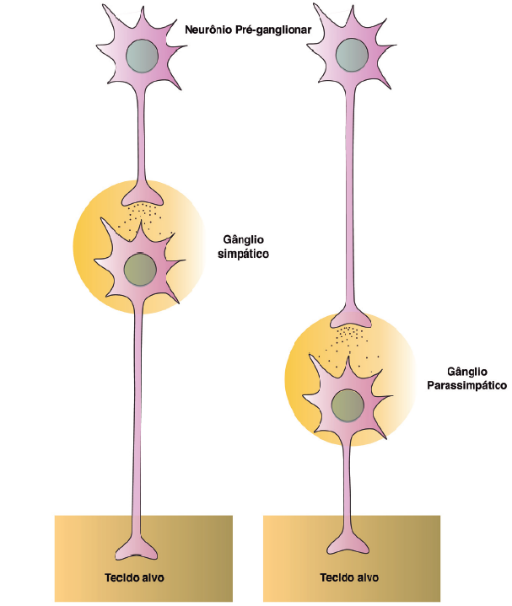 Neurônio Pré-ganglionar
Gânglio
simpático
Gânglio
Parassimpático
Tecido alvo
Tecido alvo